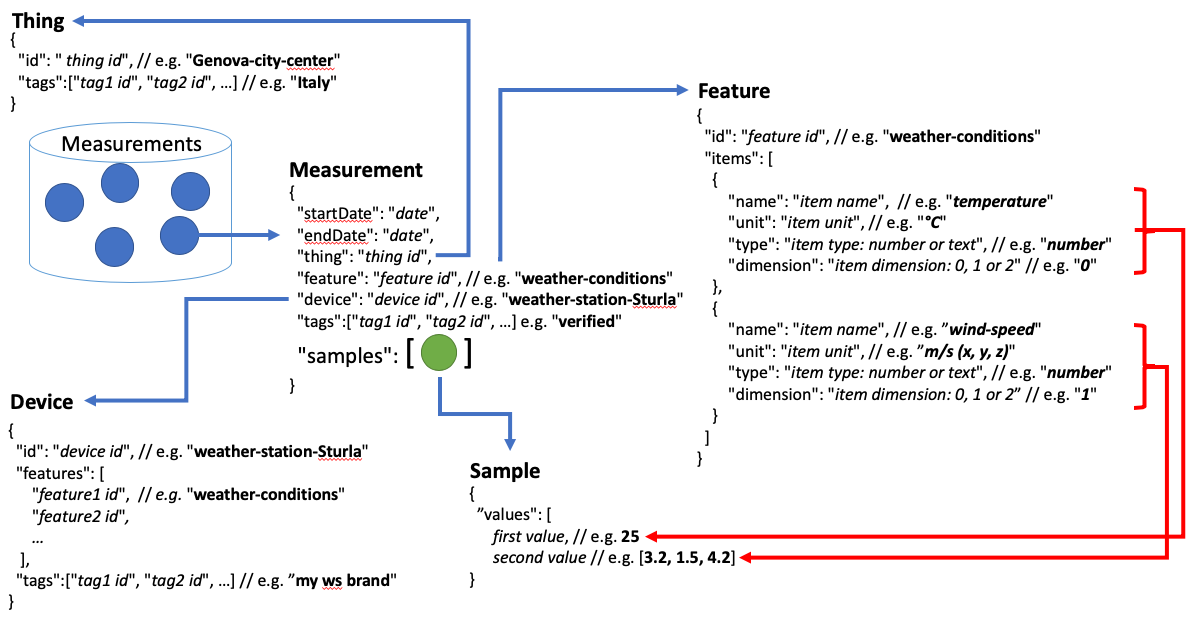 Thing
{
"id": " thing id", // e.g. "Genova-city-center"
"tags":["tag1 id", "tag2 id", …] // e.g. "Italy"
}
Measurements
Measurement
{
"startDate": "date",
"endDate": "date",
"thing": "thing id",
"feature": "feature id", // e.g. "weather-conditions"
"device": "device id", // e.g. "weather-station-Sturla"
"tags":["tag1 id", "tag2 id", …] e.g. "verified"
"samples": [ ]
}
Device
{
"id": "device id", // e.g. "weather-station-Sturla"
"features": [
"feature1 id", // e.g. "weather-conditions"
"feature2 id",
…
],
"tags":["tag1 id", "tag2 id", …] // e.g. ”my ws brand"
}
Sample
{
”values": [
first value, // e.g. 25
second value // e.g. [3.2, 1.5, 4.2]
}
Feature
{
"id": "feature id", // e.g. "weather-conditions"
"items": [
{
"name": "item name", // e.g. "temperature"
"unit": "item unit", // e.g. "°C"
"type": "item type: number or text", // e.g. "number"
"dimension": "item dimension: 0, 1 or 2" // e.g. "0"
},
{
"name": "item name", // e.g. ”wind-speed"
"unit": "item unit", // e.g. ”m/s (x, y, z)"
"type": "item type: number or text", // e.g. "number"
"dimension": "item dimension: 0, 1 or 2” // e.g. "1"
}
]
}